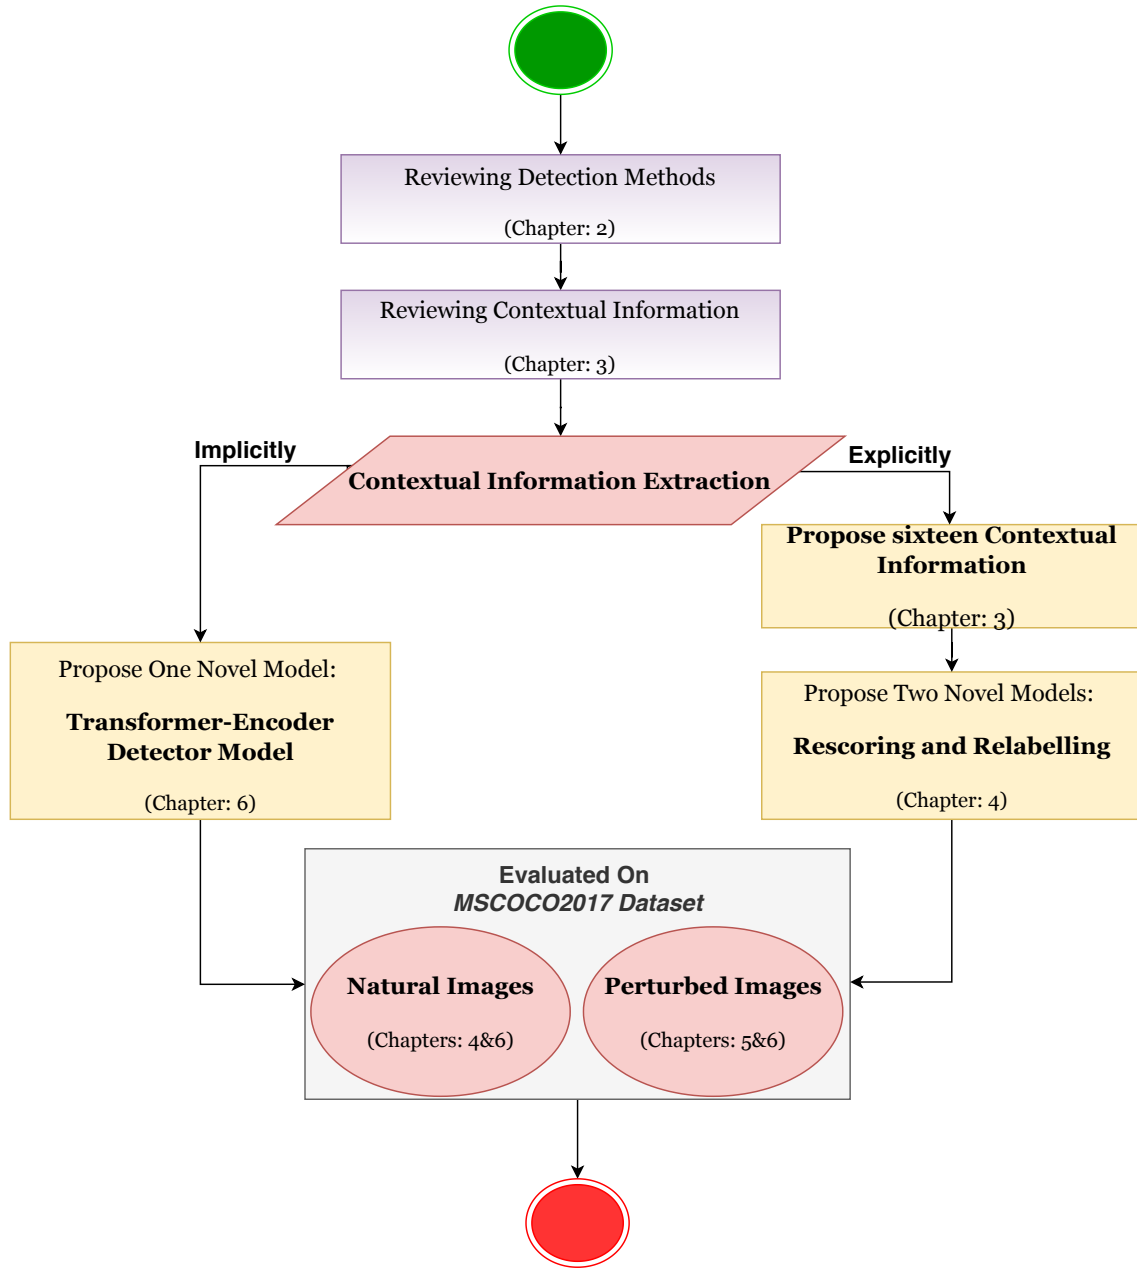 Reviewing Detection Methods
(Chapter: 2)
Reviewing Contextual Information
(Chapter: 3)
Implicitly
Explicitly
Contextual Information Extraction
Propose sixteen Contextual
Information
(Chapter: 3)
Propose One Novel Model:
Transformer-Encoder
Detector Model
(Chapter: 6)
Propose Two Novel Models:
Rescoring and Relabelling
(Chapter: 4)
Evaluated On
MSCOCO2017 Dataset
Natural Images
(Chapters: 4&6)
Perturbed Images
(Chapters: 5&6)